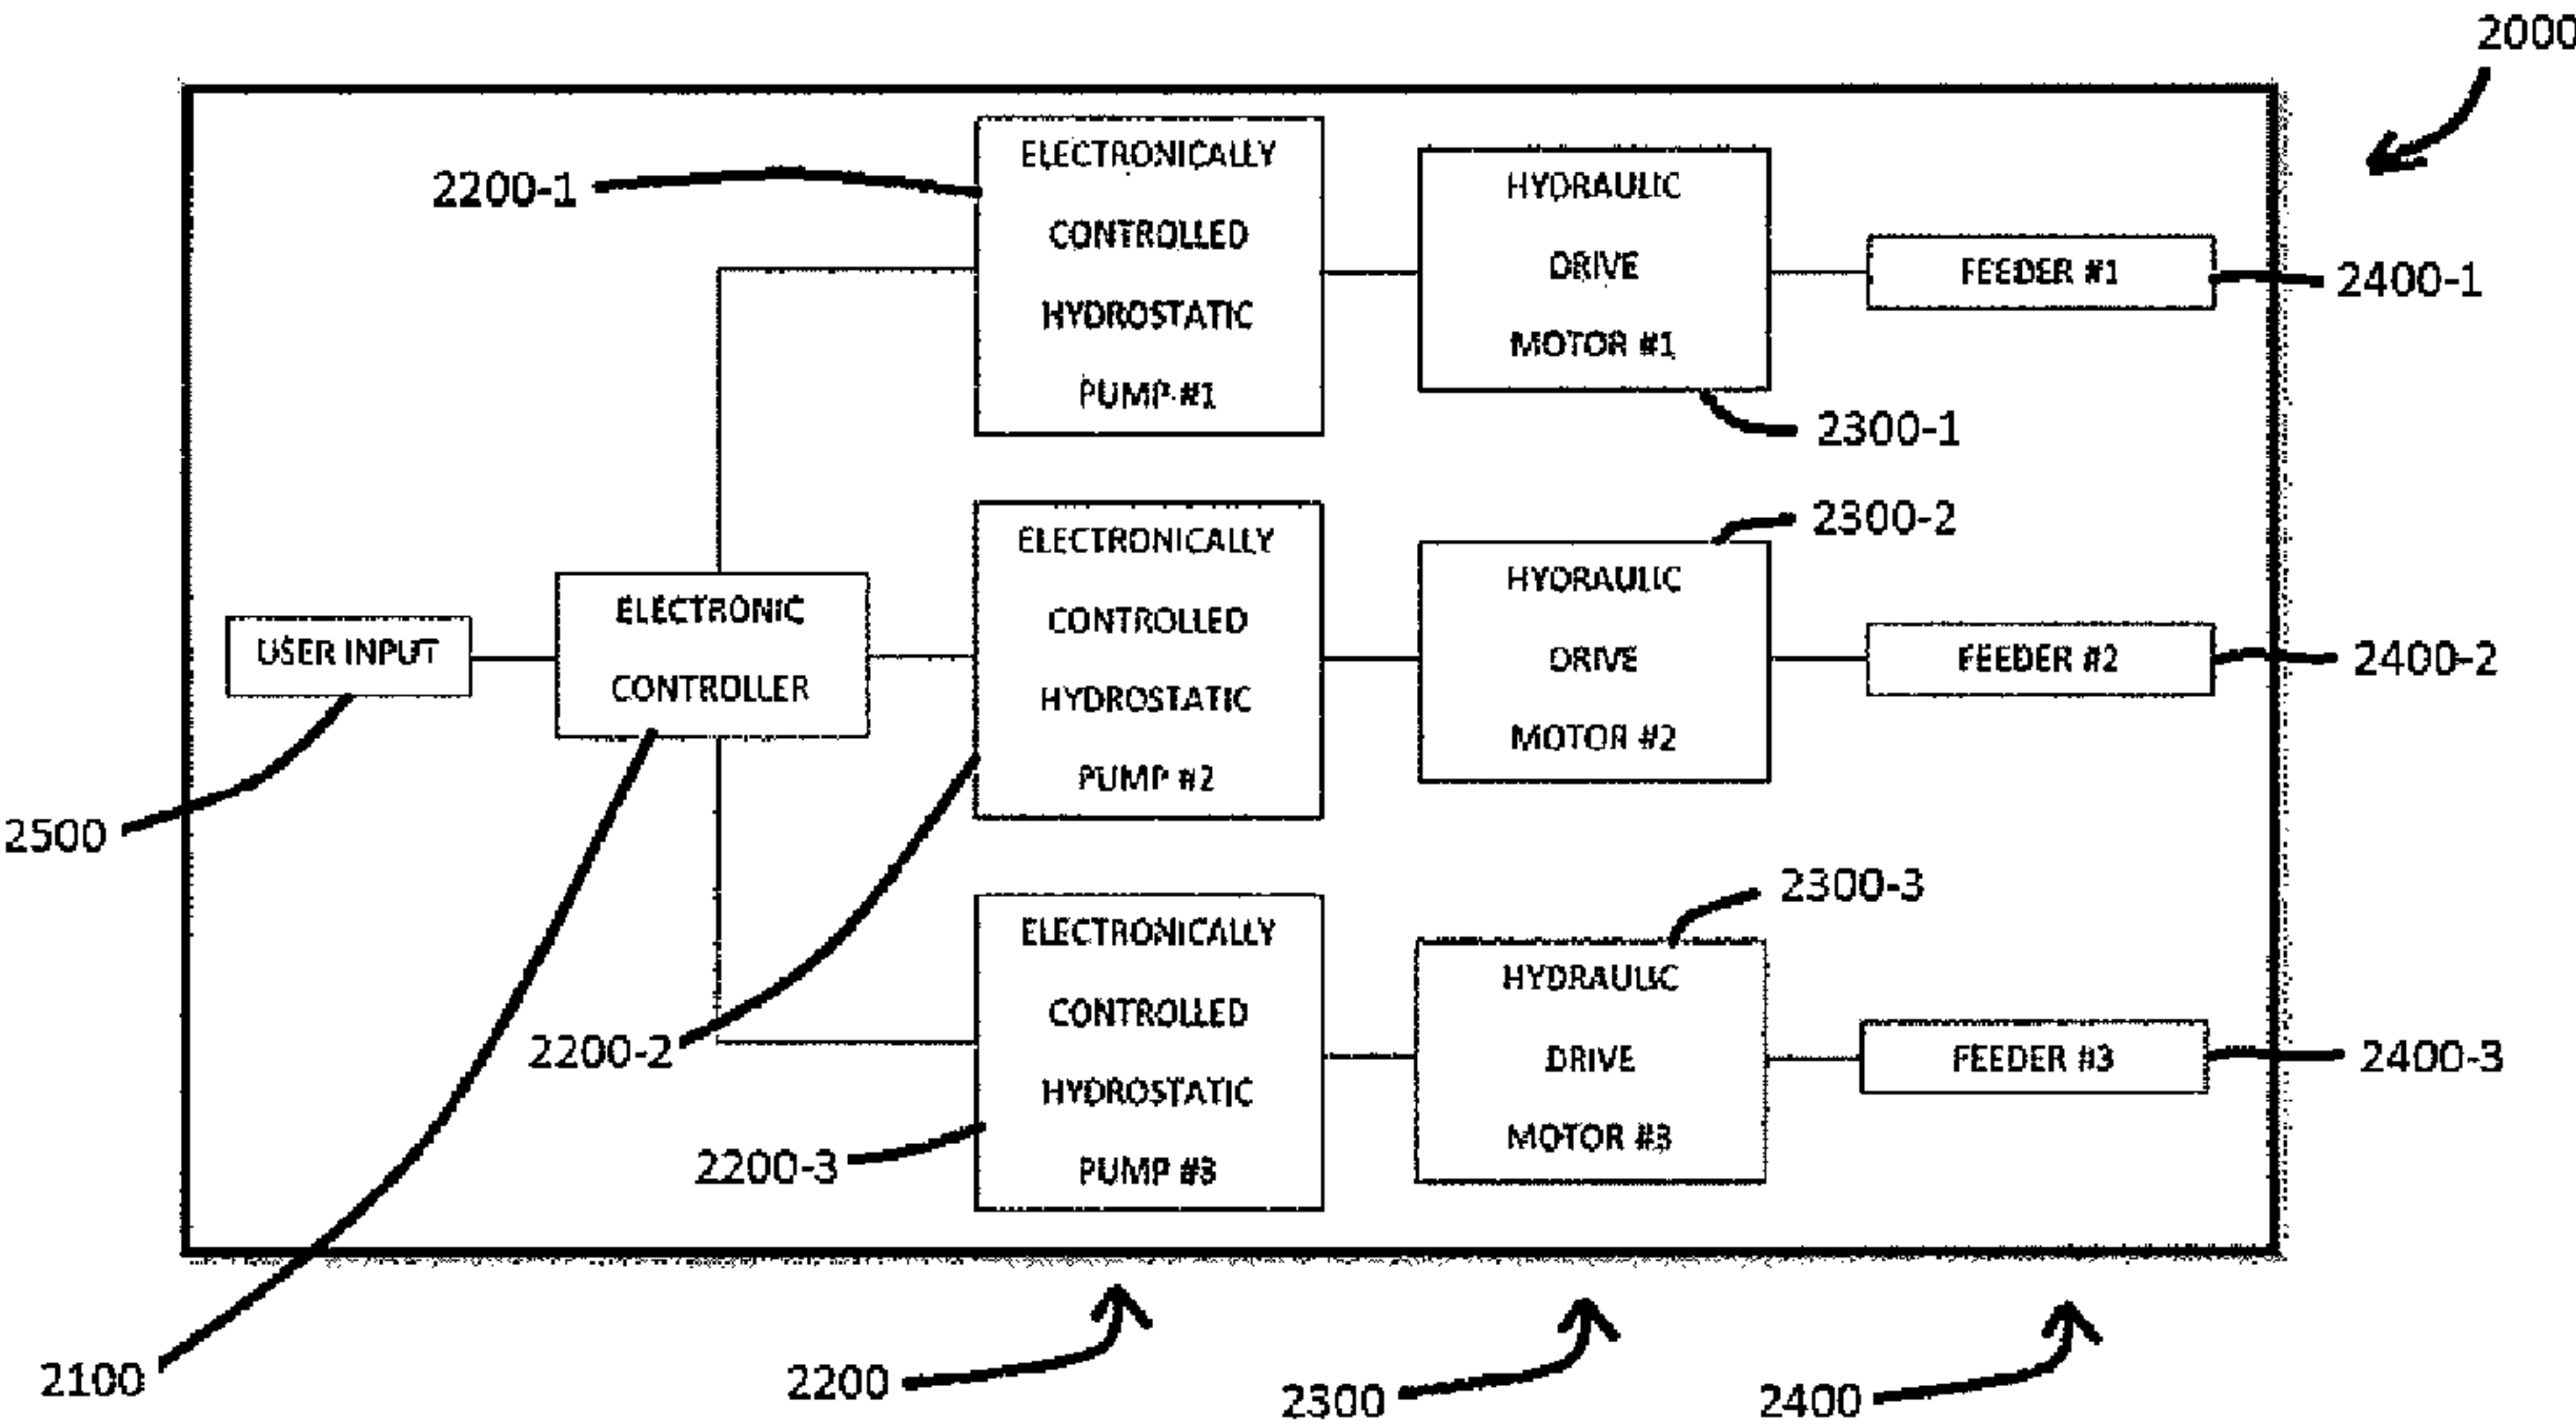 2000
2200-1
ELECTRONICALLY
CONTROLLED
HYDROSTATIC
PUMP #1
HYDRAULIC
DRIVE
MOTOR #1
FEEDER #1
2400-1
2300-1
2300-2
USER INPUT
ELECTRONIC
CONTROLLER
ELECTRONICALLY
CONTROLLED
HYDROSTATIC
PUMP #2
HYDRAULIC
DRIVE
MOTOR #2
FEEDER #2
2400-2
2500
2300-3
2200-2
2200-3
ELECTRONICALLY
CONTROLLED
HYDROSTATIC
PUMP #3
HYDRAULIC
DRIVE
MOTOR #3
FEEDER #3
2400-3
2100
2200
2300
2400